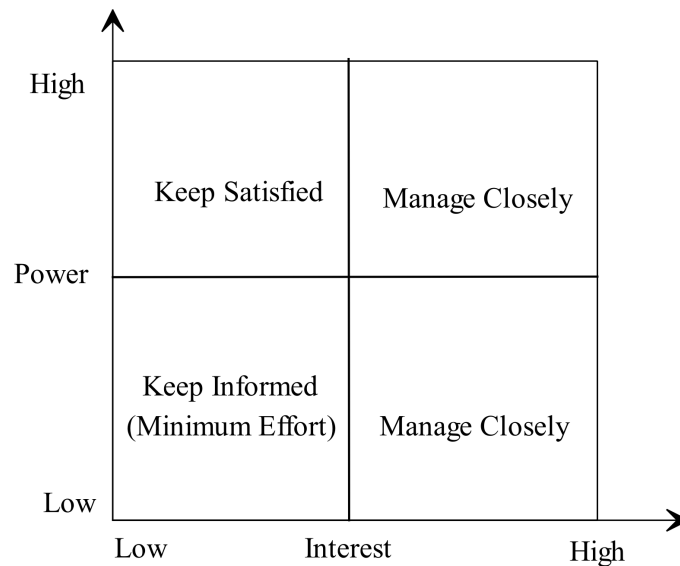 High
Keep Satisfied
Manage Closely
Power
Keep Informed
(Minimum Effort)
Manage Closely
Low
Low
Interest
High